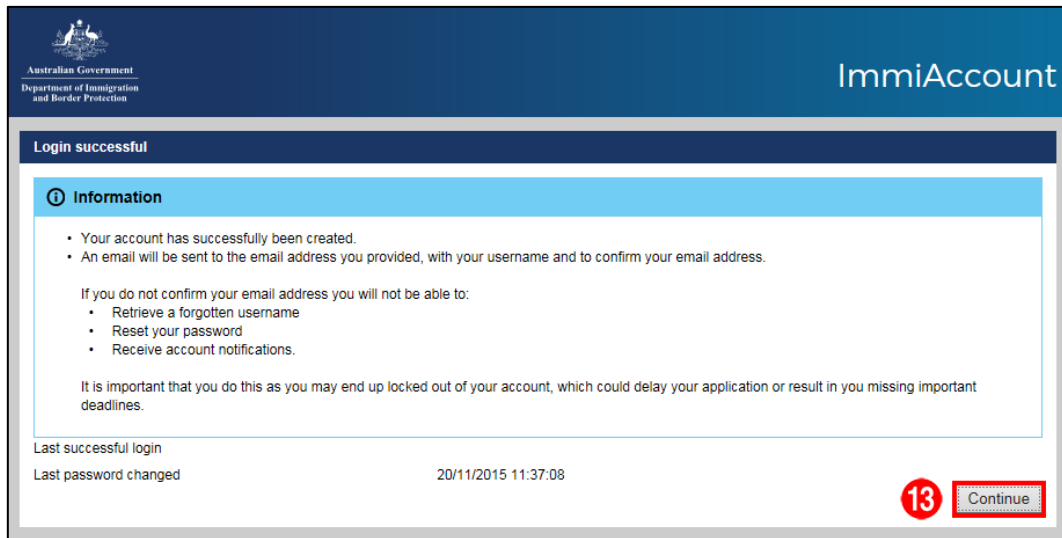 Australian Government
Department of Immigration
and Border Protection
ImmiAccount
Login successful
Information
• Your account has successfully been created.
• An email will be sent to the email address you provided, with your username and to confirm your email address.
If you do not confirm your email address you will not be able to:
• Retrieve a forgotten username
• Reset your password
• Receive account notifications.
It is important that you do this as you may end up locked out of your account, which could delay your application or result in you missing important
deadlines.
Last successful login
Last password changed 20/11/2015 11:37:08
13 Continue